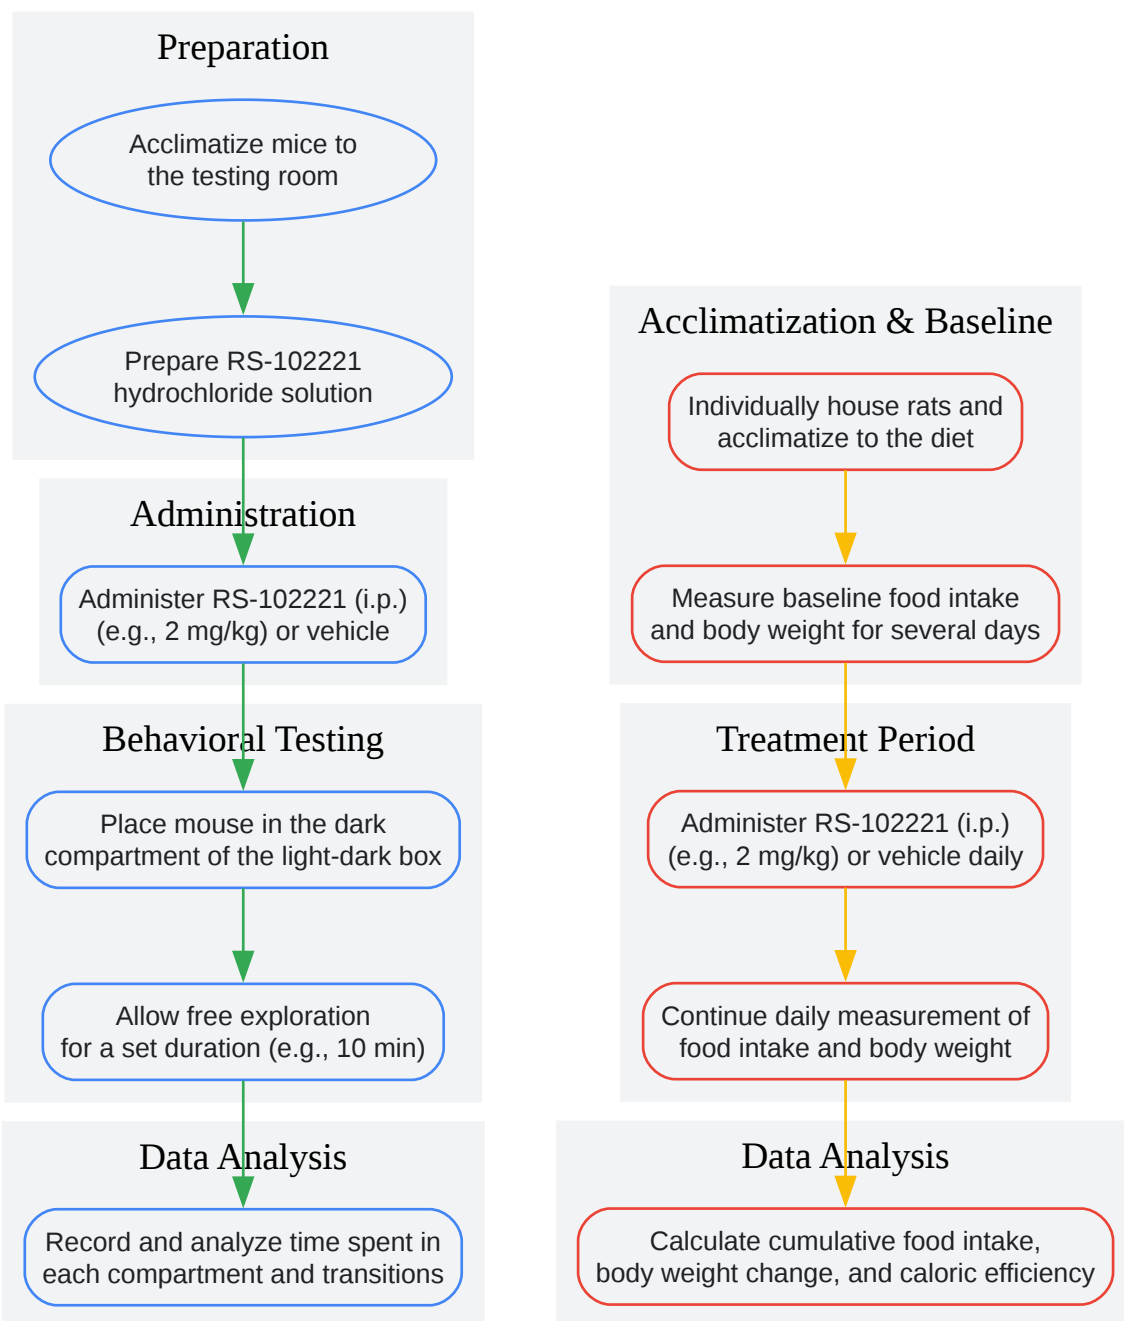 Preparation
Acclimatize mice to
the testing room
Prepare RS-102221
hydrochloride solution
Administration
Administer RS-102221 (i.p.)
(e.g., 2 mg/kg) or vehicle
Behavioral Testing
Place mouse in the dark
compartment of the light-dark box
Allow free exploration
for a set duration (e.g., 10 min)
Data Analysis
Record and analyze time spent in
each compartment and transitions
Acclimatization & Baseline
Individually house rats and
acclimatize to the diet
Measure baseline food intake
and body weight for several days
Treatment Period
Administer RS-102221 (i.p.)
(e.g., 2 mg/kg) or vehicle daily
Continue daily measurement of
food intake and body weight
Data Analysis
Calculate cumulative food intake,
body weight change, and caloric efficiency